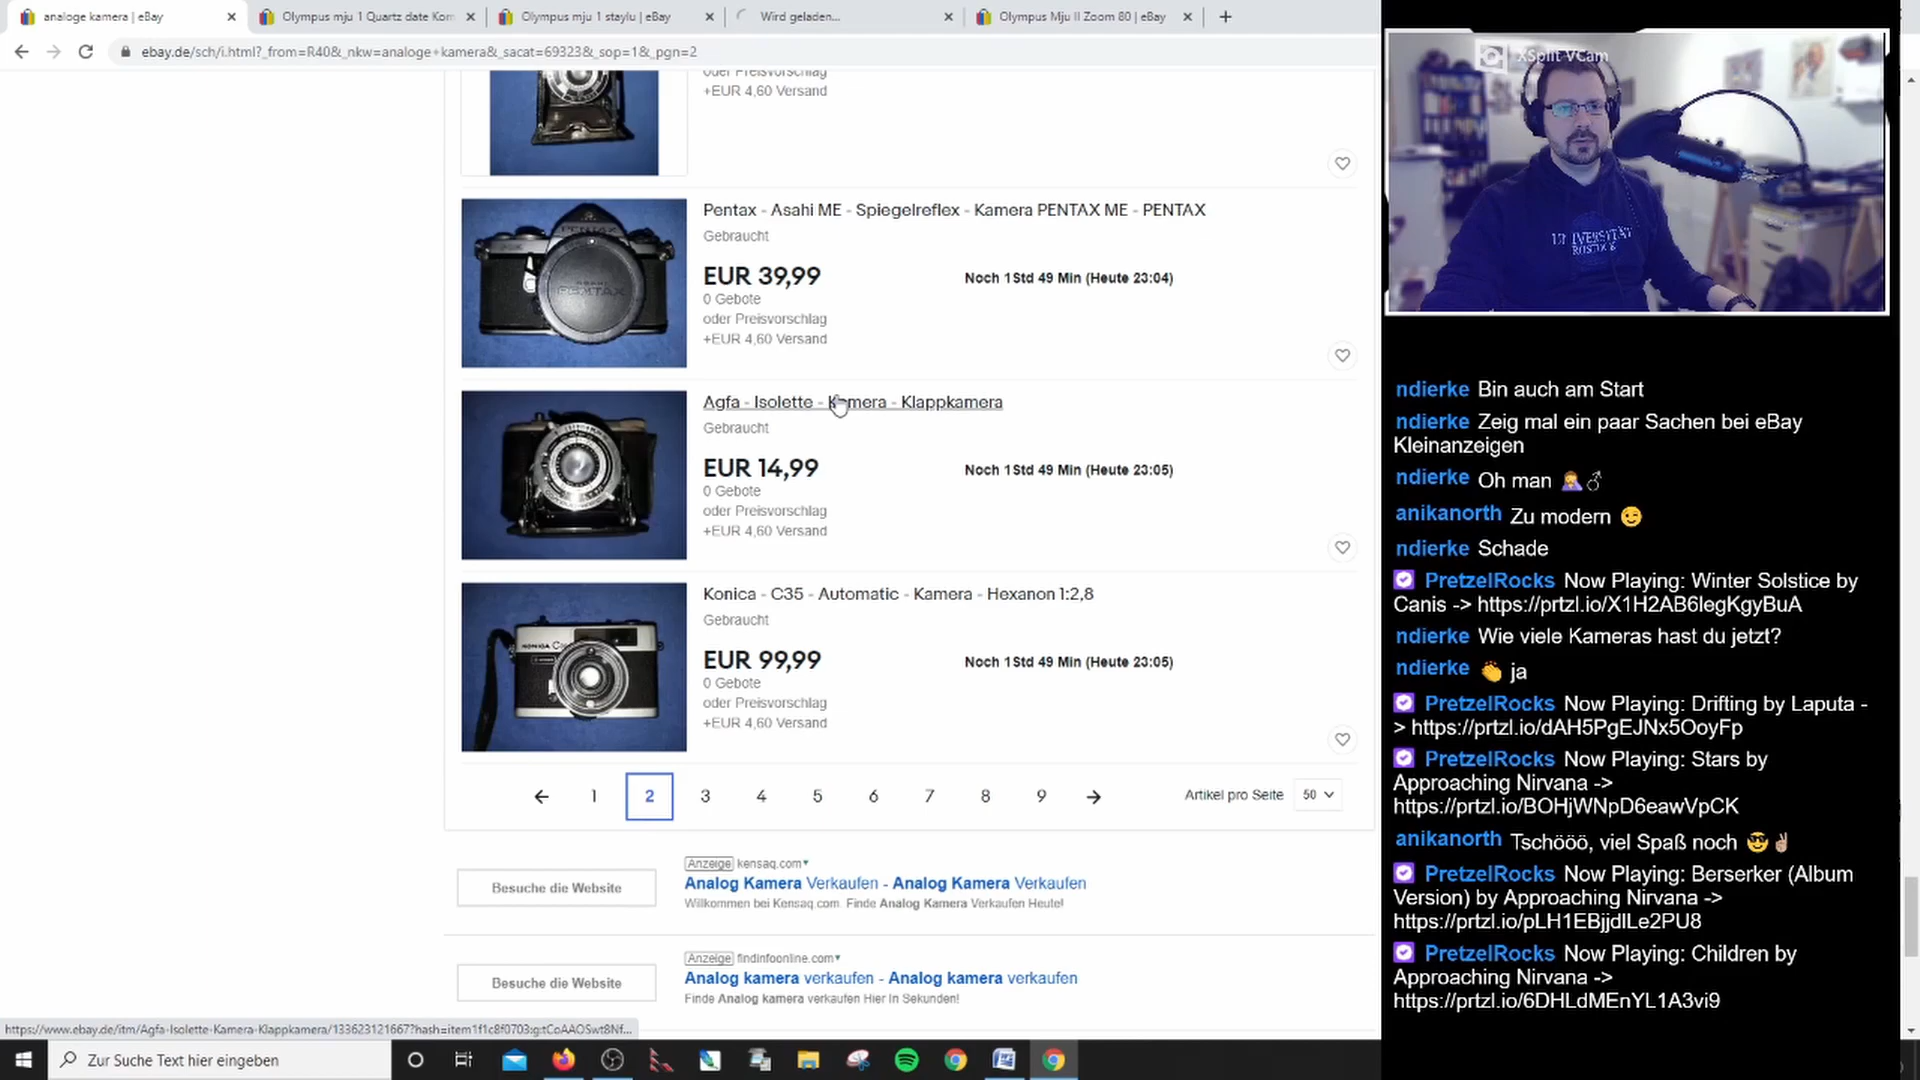 analoge kamera | eBay
Olympus mju 1 Quartz date Kom
Olympus mju 1 staylu | eBay
Wird geladen...
Olympus Mju II Zoom 80 | eBay
ebay.de/sch/i.html?_from=R40&_nkw=analoge+kamera&_sacat=69323&_sop=1&_pgn=2
oder Preisvorschlag
+EUR 4,60 Versand
Pentax - Asahi ME - Spiegelreflex - Kamera PENTAX ME - PENTAX
Gebraucht
EUR 39,99
Noch 1Std 49 Min (Heute 23:04)
0 Gebote
oder Preisvorschlag
+EUR 4,60 Versand
Agfa - Isolette - Kamera - Klappkamera
Gebraucht
EUR 14,99
Noch 1Std 49 Min (Heute 23:05)
0 Gebote
oder Preisvorschlag
+EUR 4,60 Versand
Konica - C35 - Automatic - Kamera - Hexanon 1:2,8
Gebraucht
EUR 99,99
Noch 1Std 49 Min (Heute 23:05)
0 Gebote
oder Preisvorschlag
+EUR 4,60 Versand
1 2 3 4 5 6 7 8 9
Artikel pro Seite 50
Besuche die Website
Anzeige kensaq.com
Analog Kamera Verkaufen - Analog Kamera Verkaufen
Willkommen bei Kensaq.com. Finde Analog Kamera Verkaufen Heute!
Besuche die Website
Anzeige findinfoonline.com
Analog kamera verkaufen - Analog kamera verkaufen
Finde Analog kamera verkaufen Hier In Sekunden!
Zur Suche Text hier eingeben
XSplit VCam
UNIVERSITÄT
ROSTOCK
ndierke Bin auch am Start
ndierke Zeig mal ein paar Sachen bei eBay
Kleinanzeigen
ndierke Oh man 🤦‍♂
anikanorth Zu modern 😉
ndierke Schade
PretzelRocks Now Playing: Winter Solstice by
Canis -> https://prtzl.io/X1H2AB6legKgyBuA
ndierke Wie viele Kameras hast du jetzt?
ndierke 👏 ja
PretzelRocks Now Playing: Drifting by Laputa -
> https://prtzl.io/dAH5PgEJNx5OoyFp
PretzelRocks Now Playing: Stars by
Approaching Nirvana ->
https://prtzl.io/BOHjWNpD6eawVpCK
anikanorth Tschööö, viel Spaß noch 😎✌🏼
PretzelRocks Now Playing: Berserker (Album
Version) by Approaching Nirvana ->
https://prtzl.io/pLH1EBjjdlLe2PU8
PretzelRocks Now Playing: Children by
Approaching Nirvana ->
https://prtzl.io/6DHLdMEnYL1A3vi9